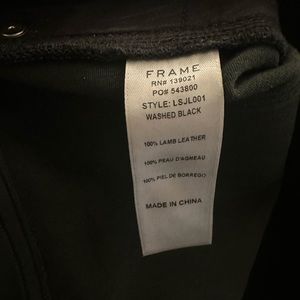 FRAME
RN# 139021
PO# 543800
STYLE: LSJL001
WASHED BLACK
100% LAMB LEATHER
100% PEAU D'AGNEAU
100% PIEL DE BORREGO
MADE IN CHINA